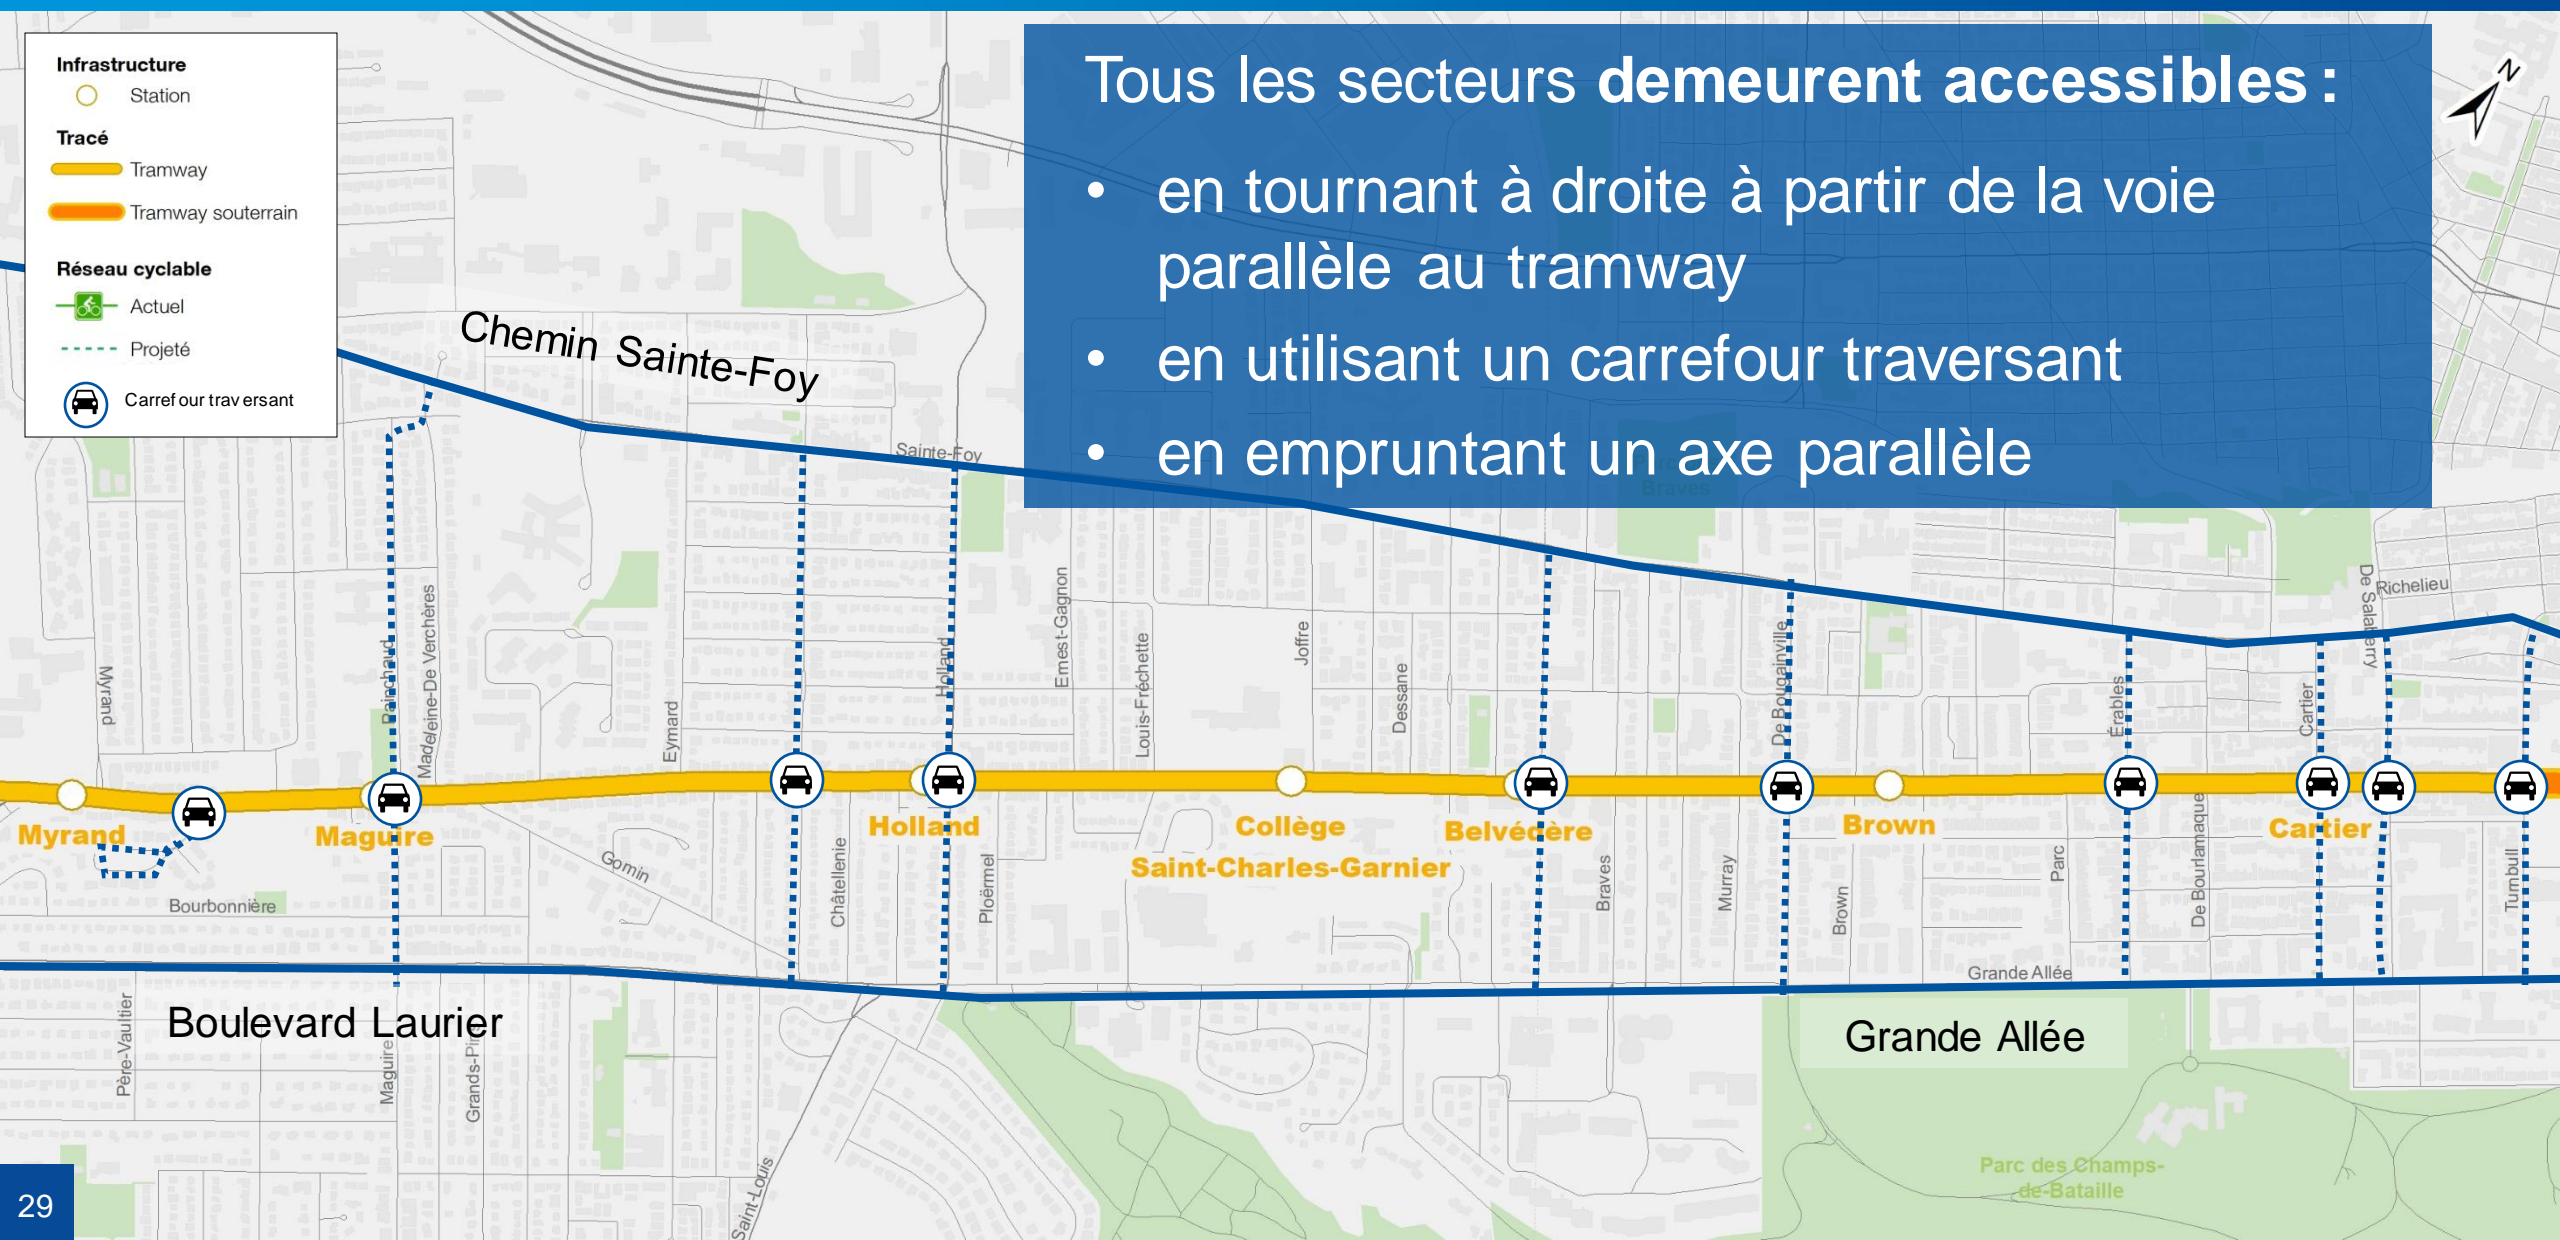 Infrastructure
Station
Tracé
Tramway
Tramway souterrain
Réseau cyclable
Actuel
Projeté
Carrefour traversant
Tous les secteurs demeurent accessibles :
• en tournant à droite à partir de la voie
parallèle au tramway
• en utilisant un carrefour traversant
• en empruntant un axe parallèle
N
Chemin Sainte-Foy
Sainte-Foy
Braves
Richelieu
De Salaberry
Myrand
Painchaud
Madeleine-De Verchères
Eymard
Holland
Ernest-Gagnon
Louis-Fréchette
Joffre
Dessane
De Bougainville
Érables
Cartier
Myrand
Maguire
Holland
Collège
Saint-Charles-Garnier
Belvédère
Brown
Cartier
Bourbonnière
Gomin
Châtellenie
Ploërmel
Braves
Murray
Brown
Parc
De Bourlamaque
Turnbull
Grande Allée
Boulevard Laurier
Grande Allée
Père-Vaultier
Maguire
Grands-Pins
Saint-Louis
Parc des Champs-
de-Bataille
29